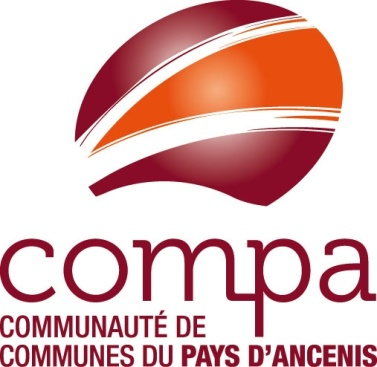 compa
COMMUNAUTÉ DE
COMMUNES DU PAYS D'ANCENIS